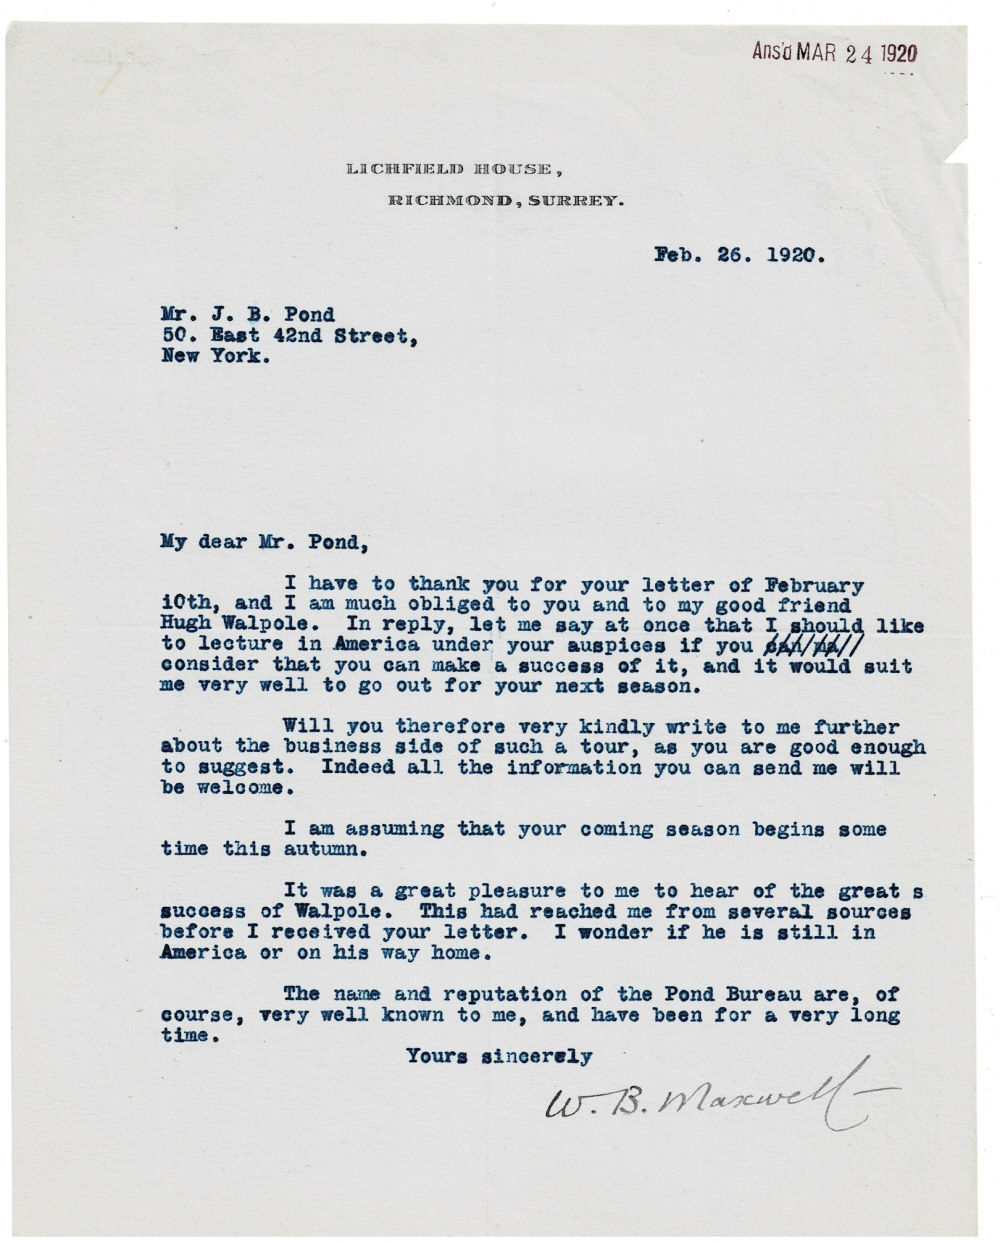 Ans'd MAR 24 1920
LICHFIELD HOUSE,
RICHMOND, SURREY.
Feb. 26. 1920.
Mr. J. B. Pond
50. East 42nd Street,
New York.
My dear Mr. Pond,
I have to thank you for your letter of February
i0th, and I am much obliged to you and to my good friend
Hugh Walpole. In reply, let me say at once that I should like
to lecture in America under your auspices if you
consider that you can make a success of it, and it would suit
me very well to go out for your next season.
Will you therefore very kindly write to me further
about the business side of such a tour, as you are good enough
to suggest. Indeed all the information you can send me will
be welcome.
I am assuming that your coming season begins some
time this autumn.
It was a great pleasure to me to hear of the great s
success of Walpole. This had reached me from several sources
before I received your letter. I wonder if he is still in
America or on his way home.
The name and reputation of the Pond Bureau are, of
course, very well known to me, and have been for a very long
time.
Yours sincerely
W. B. Maxwell